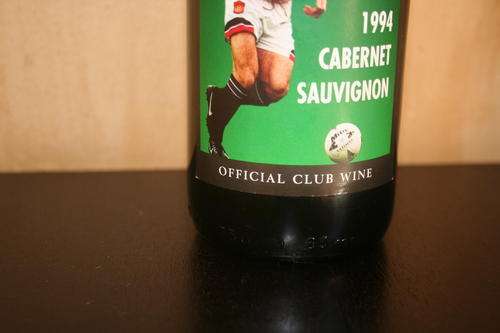 1994
CABERNET
SAUVIGNON
OFFICIAL CLUB WINE